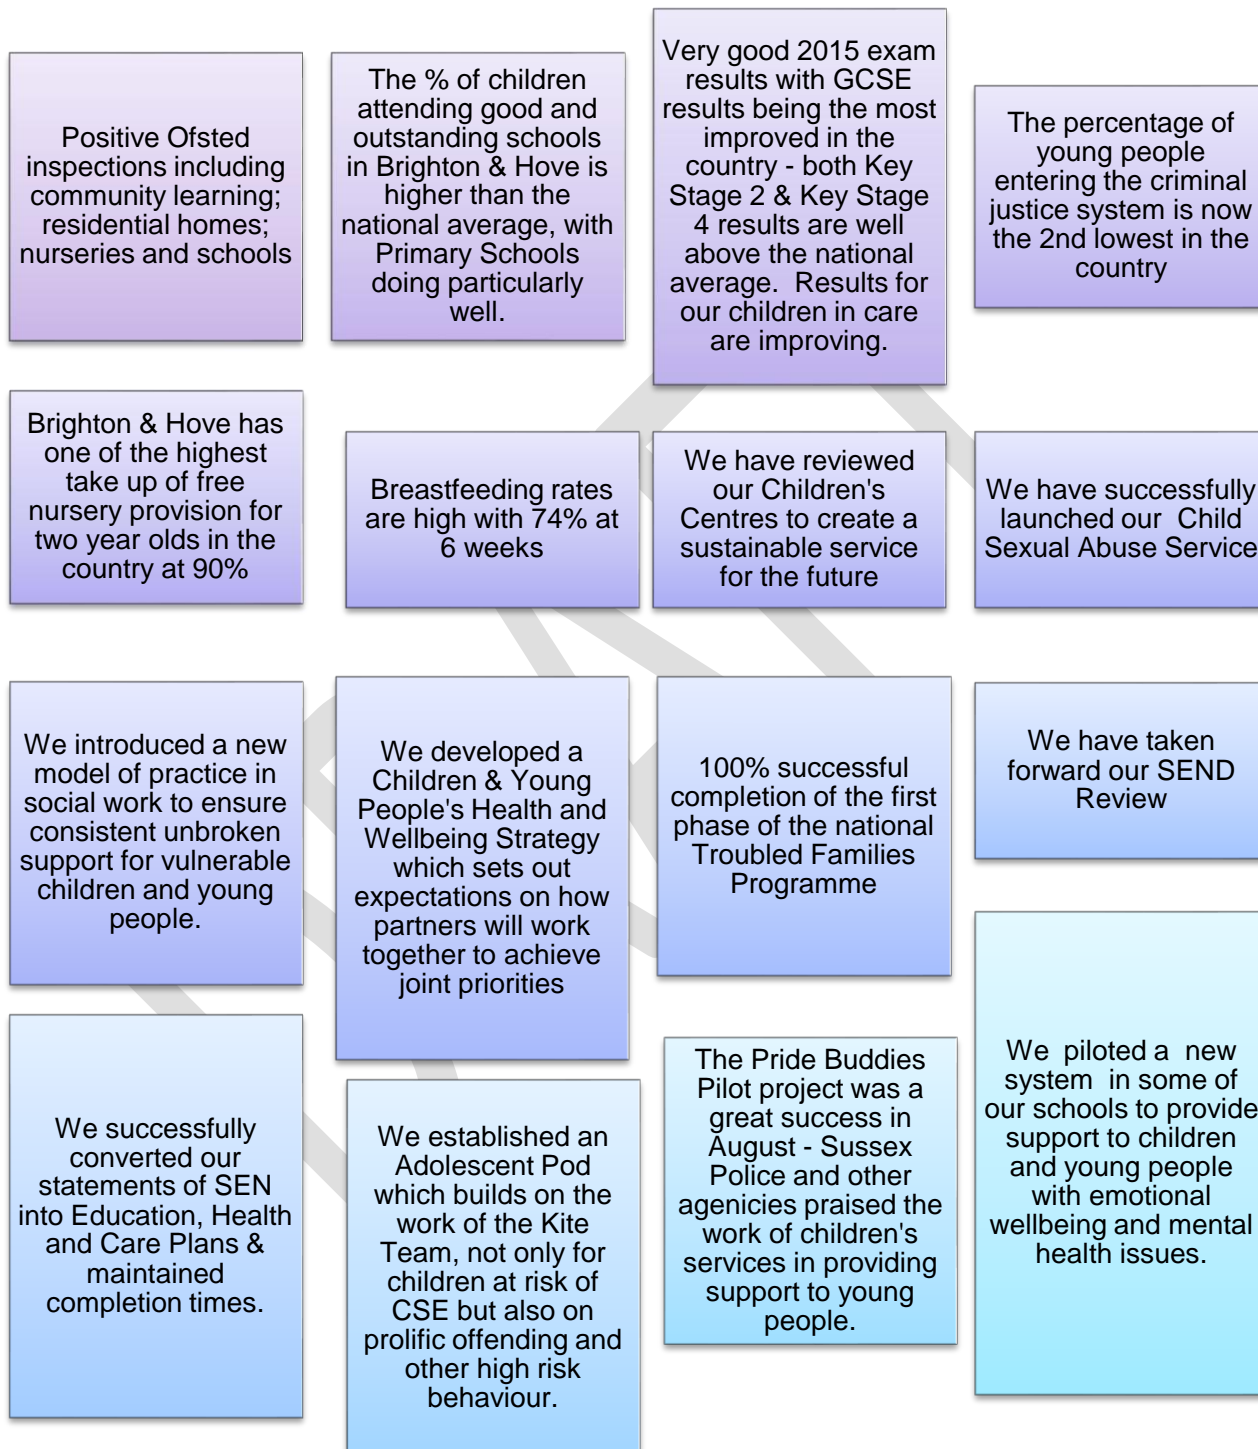 Positive Ofsted
inspections including
community learning;
residential homes;
nurseries and schools
The % of children
attending good and
outstanding schools
in Brighton & Hove is
higher than the
national average, with
Primary Schools
doing particularly
well.
Very good 2015 exam
results with GCSE
results being the most
improved in the
country - both Key
Stage 2 & Key Stage
4 results are well
above the national
average.  Results for
our children in care
are improving.
The percentage of
young people
entering the criminal
justice system is now
the 2nd lowest in the
country
Brighton & Hove has
one of the highest
take up of free
nursery provision for
two year olds in the
country at 90%
Breastfeeding rates
are high with 74% at
6 weeks
We have reviewed
our Children's
Centres to create a
sustainable service
for the future
We have successfully
launched our  Child
Sexual Abuse Service
We introduced a new
model of practice in
social work to ensure
consistent unbroken
support for vulnerable
children and young
people.
We developed a
Children & Young
People's Health and
Wellbeing Strategy
which sets out
expectations on how
partners will work
together to achieve
joint priorities
100% successful
completion of the first
phase of the national
Troubled Families
Programme
We have taken
forward our SEND
Review
We successfully
converted our
statements of SEN
into Education, Health
and Care Plans &
maintained
completion times.
We established an
Adolescent Pod
which builds on the
work of the Kite
Team, not only for
children at risk of
CSE but also on
prolific offending and
other high risk
behaviour.
The Pride Buddies
Pilot project was a
great success in
August - Sussex
Police and other
agencies praised the
work of children's
services in providing
support to young
people.
We  piloted a  new
system  in some of
our schools to provide
support to children
and young people
with emotional
wellbeing and mental
health issues.